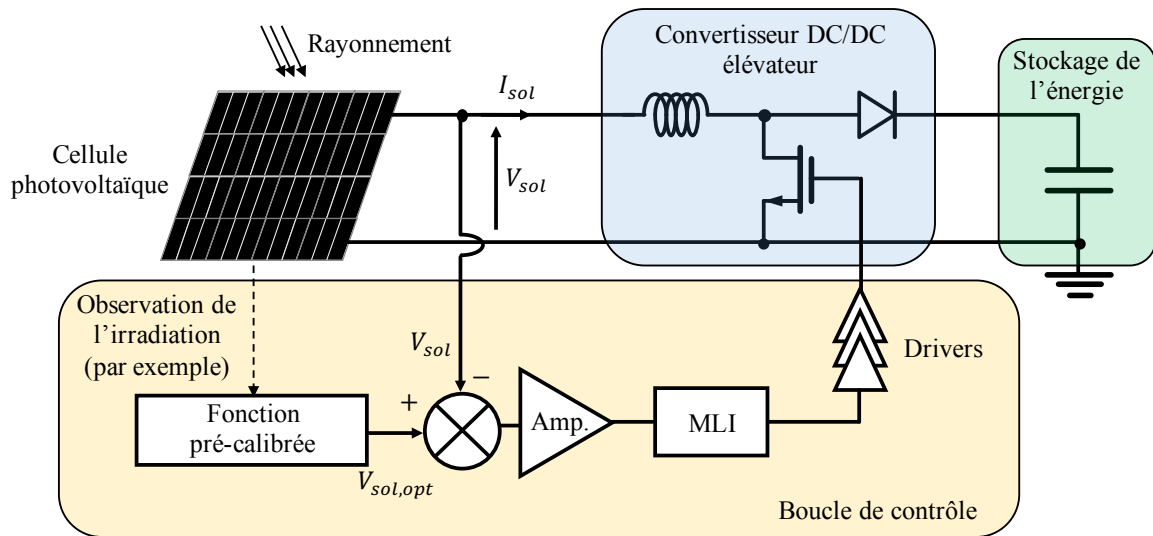 Rayonnement
Convertisseur DC/DC
élévateur
Stockage de
l’énergie
I_sol
Cellule
photovoltaïque
V_sol
Observation de
l’irradiation
(par exemple)
V_sol
Drivers
−
+
Fonction
pré-calibrée
Amp.
MLI
V_sol,opt
Boucle de contrôle